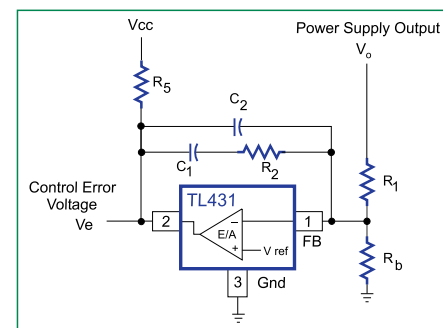 Vcc
Power Supply Output
Vo
R5
C2
C1
R2
R1
Control Error
Voltage
Ve
TL431
2
E/A
−
+
V ref
1
FB
Rb
3
Gnd